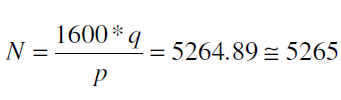 N = 1600 * q / p = 5264.89 ≅ 5265